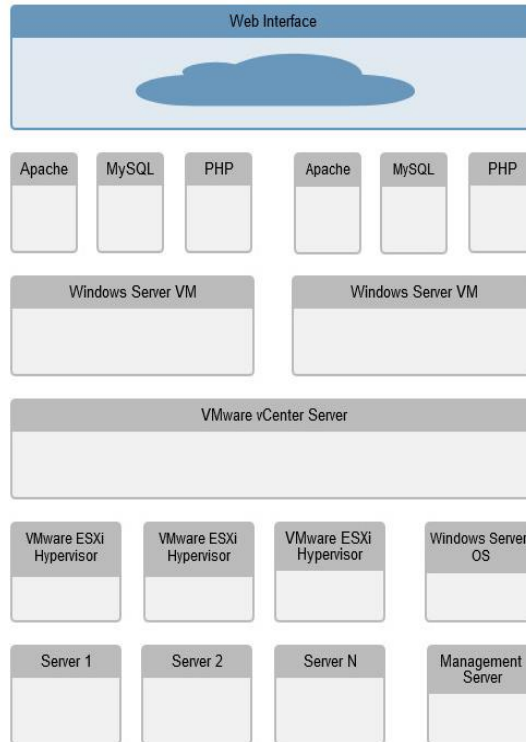 Web Interface
Apache
MySQL
PHP
Apache
MySQL
PHP
Windows Server VM
Windows Server VM
VMware vCenter Server
VMware ESXi
Hypervisor
VMware ESXi
Hypervisor
VMware ESXi
Hypervisor
Windows Server
OS
Server 1
Server 2
Server N
Management
Server